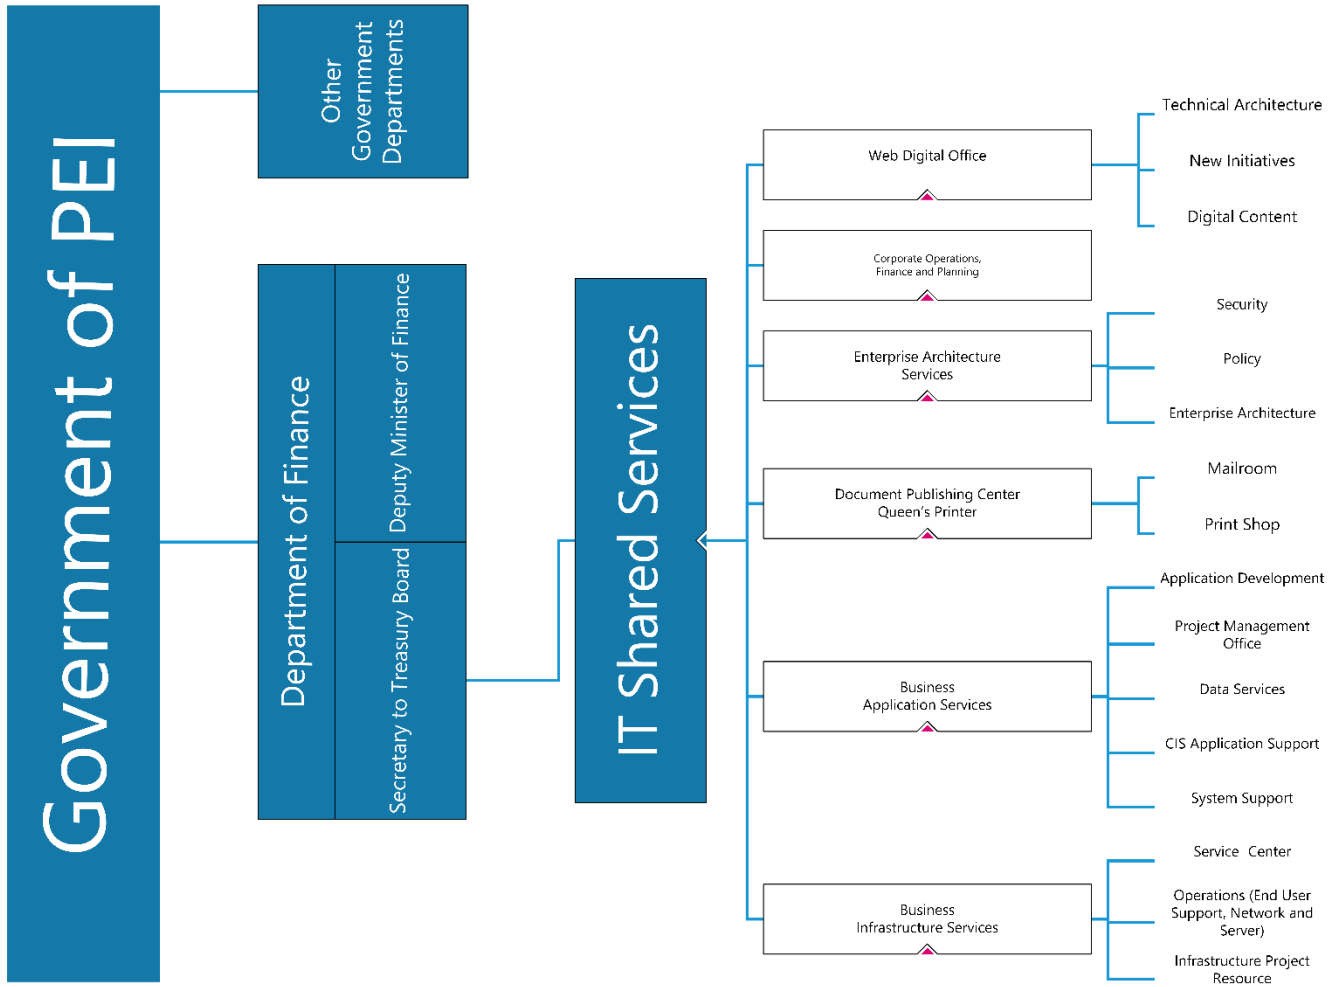 Government of PEI
Other
Government
Departments
Department of Finance
Deputy Minister of Finance
Secretary to Treasury Board
IT Shared Services
Web Digital Office
Technical Architecture
New Initiatives
Digital Content
Corporate Operations,
Finance and Planning
Enterprise Architecture
Services
Security
Policy
Enterprise Architecture
Document Publishing Center
Queen's Printer
Mailroom
Print Shop
Business
Application Services
Application Development
Project Management
Office
Data Services
CIS Application Support
System Support
Business
Infrastructure Services
Service Center
Operations (End User
Support, Network and
Server)
Infrastructure Project
Resource